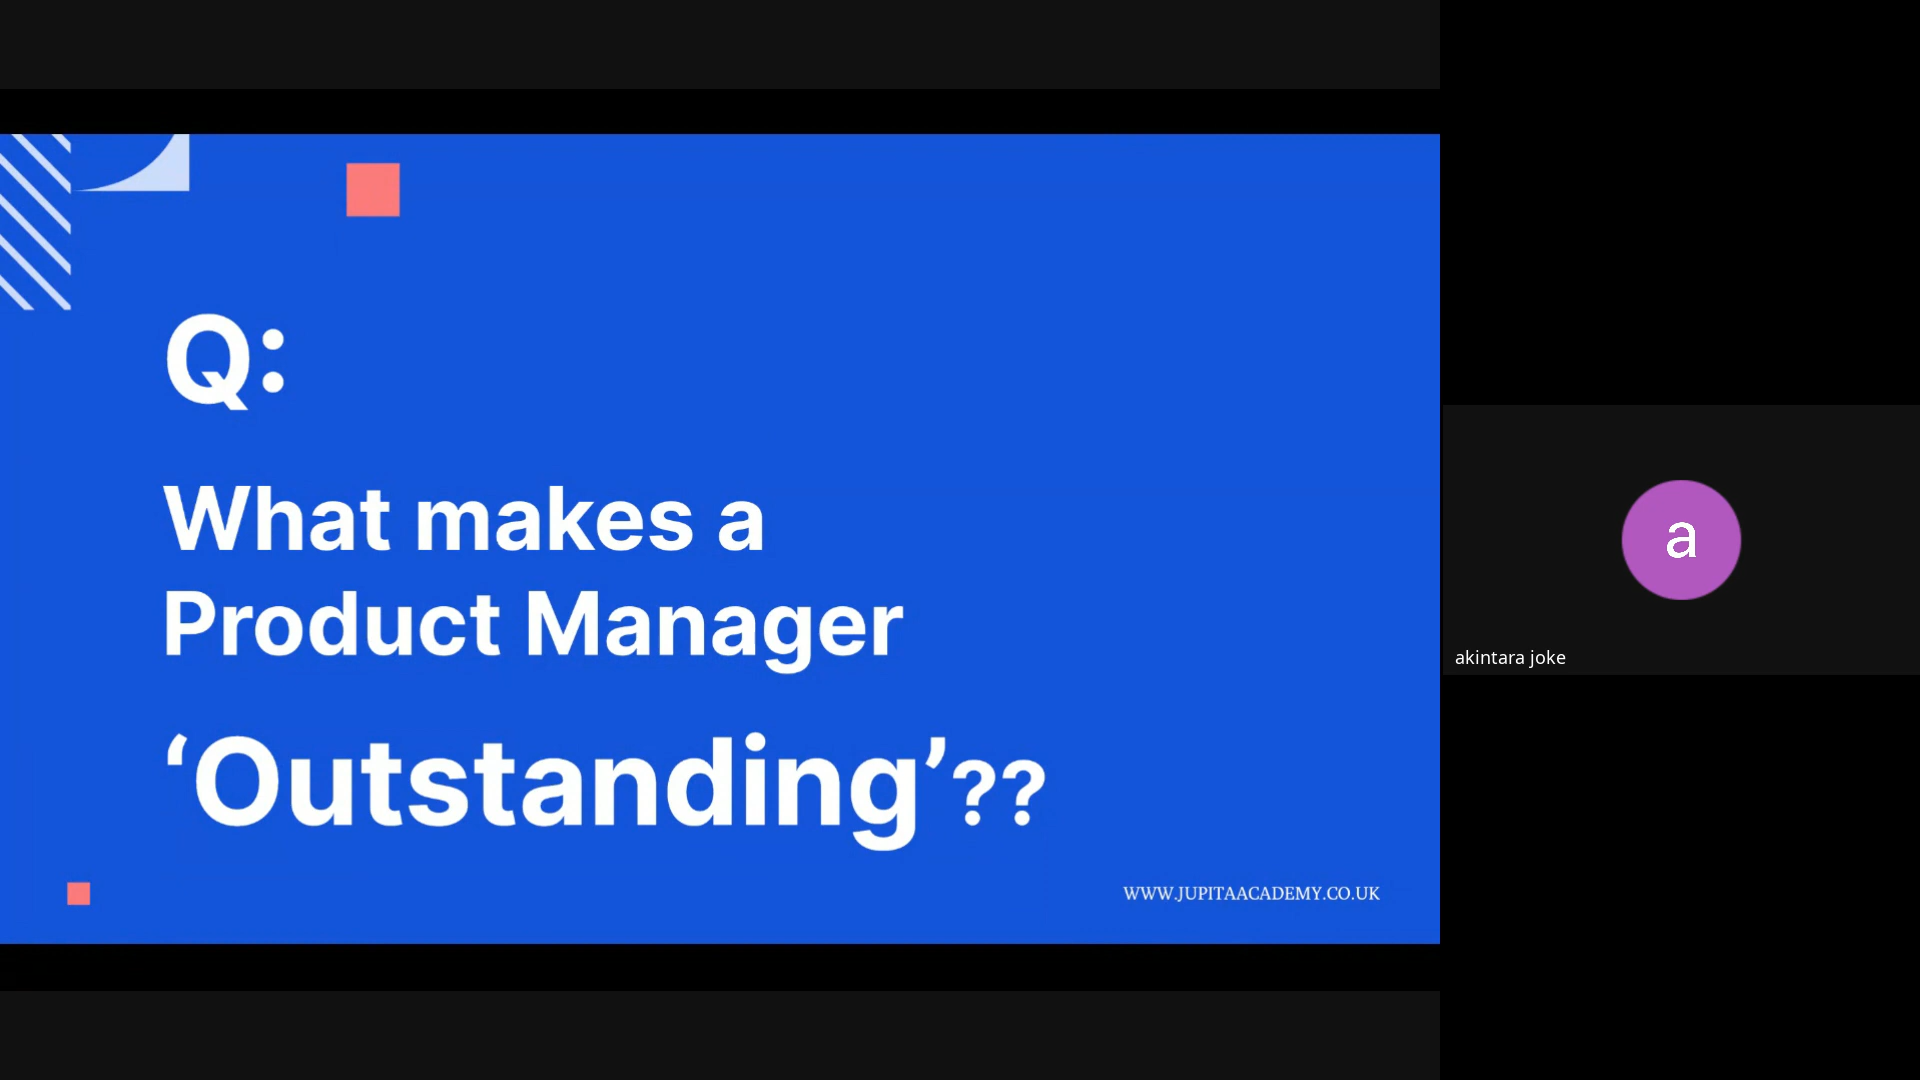 Q:
What makes a
Product Manager
‘Outstanding’??
WWW.JUPITAACADEMY.CO.UK
a
akintara joke